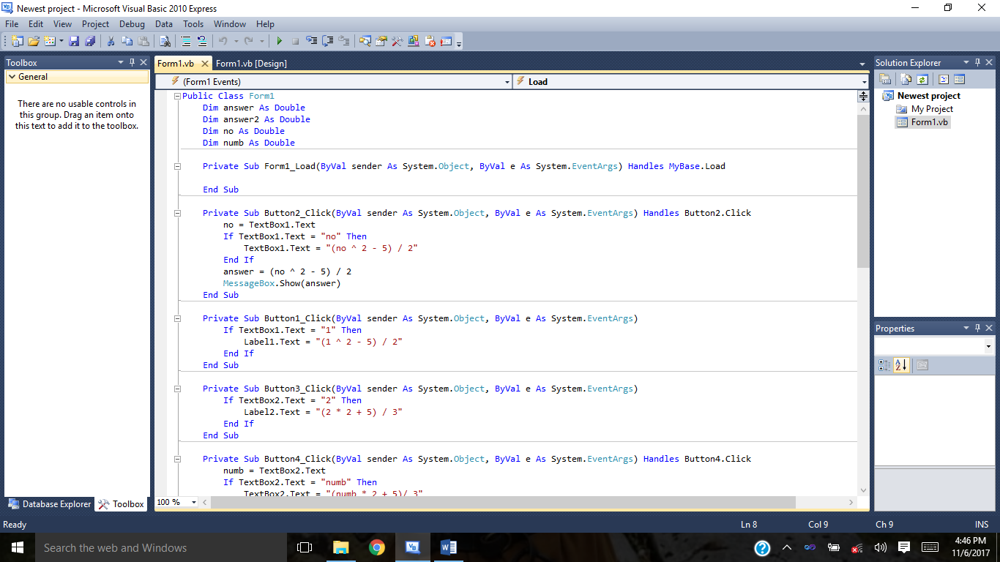 Newest project - Microsoft Visual Basic 2010 Express
File Edit View Project Debug Data Tools Window Help
Toolbox
General
There are no usable controls in
this group. Drag an item onto
this text to add it to the toolbox.
Database Explorer Toolbox
Form1.vb Form1.vb [Design]
(Form1 Events) Load
Public Class Form1
    Dim answer As Double
    Dim answer2 As Double
    Dim no As Double
    Dim numb As Double
    Private Sub Form1_Load(ByVal sender As System.Object, ByVal e As System.EventArgs) Handles MyBase.Load
    End Sub
    Private Sub Button2_Click(ByVal sender As System.Object, ByVal e As System.EventArgs) Handles Button2.Click
        no = TextBox1.Text
        If TextBox1.Text = "no" Then
            TextBox1.Text = "(no ^ 2 - 5) / 2"
        End If
        answer = (no ^ 2 - 5) / 2
        MessageBox.Show(answer)
    End Sub
    Private Sub Button1_Click(ByVal sender As System.Object, ByVal e As System.EventArgs)
        If TextBox1.Text = "1" Then
            Label1.Text = "(1 ^ 2 - 5) / 2"
        End If
    End Sub
    Private Sub Button3_Click(ByVal sender As System.Object, ByVal e As System.EventArgs)
        If TextBox2.Text = "2" Then
            Label2.Text = "(2 * 2 + 5) / 3"
        End If
    End Sub
    Private Sub Button4_Click(ByVal sender As System.Object, ByVal e As System.EventArgs) Handles Button4.Click
        numb = TextBox2.Text
        If TextBox2.Text = "numb" Then
            TextBox2.Text = "(numb * 2 + 5)/ 3"
100 %
Solution Explorer
Newest project
My Project
Form1.vb
Properties
Ready Ln 8 Col 9 Ch 9 INS
Search the web and Windows
4:46 PM
11/6/2017